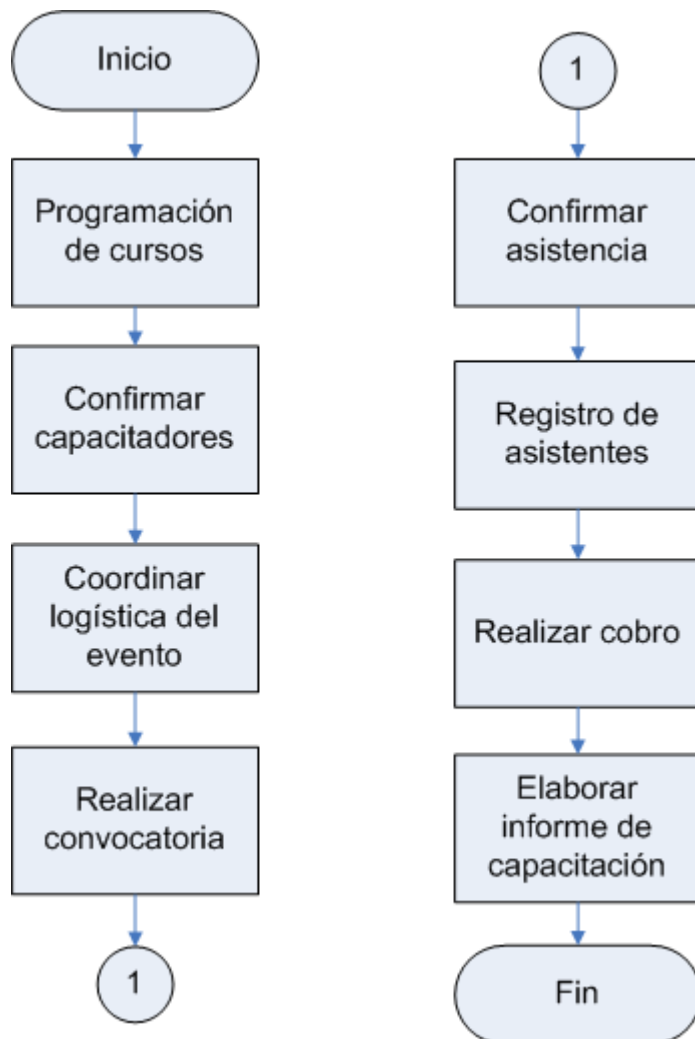 Inicio
Programación
de cursos
Confirmar
capacitadores
Coordinar
logística del
evento
Realizar
convocatoria
1
1
Confirmar
asistencia
Registro de
asistentes
Realizar cobro
Elaborar
informe de
capacitación
Fin